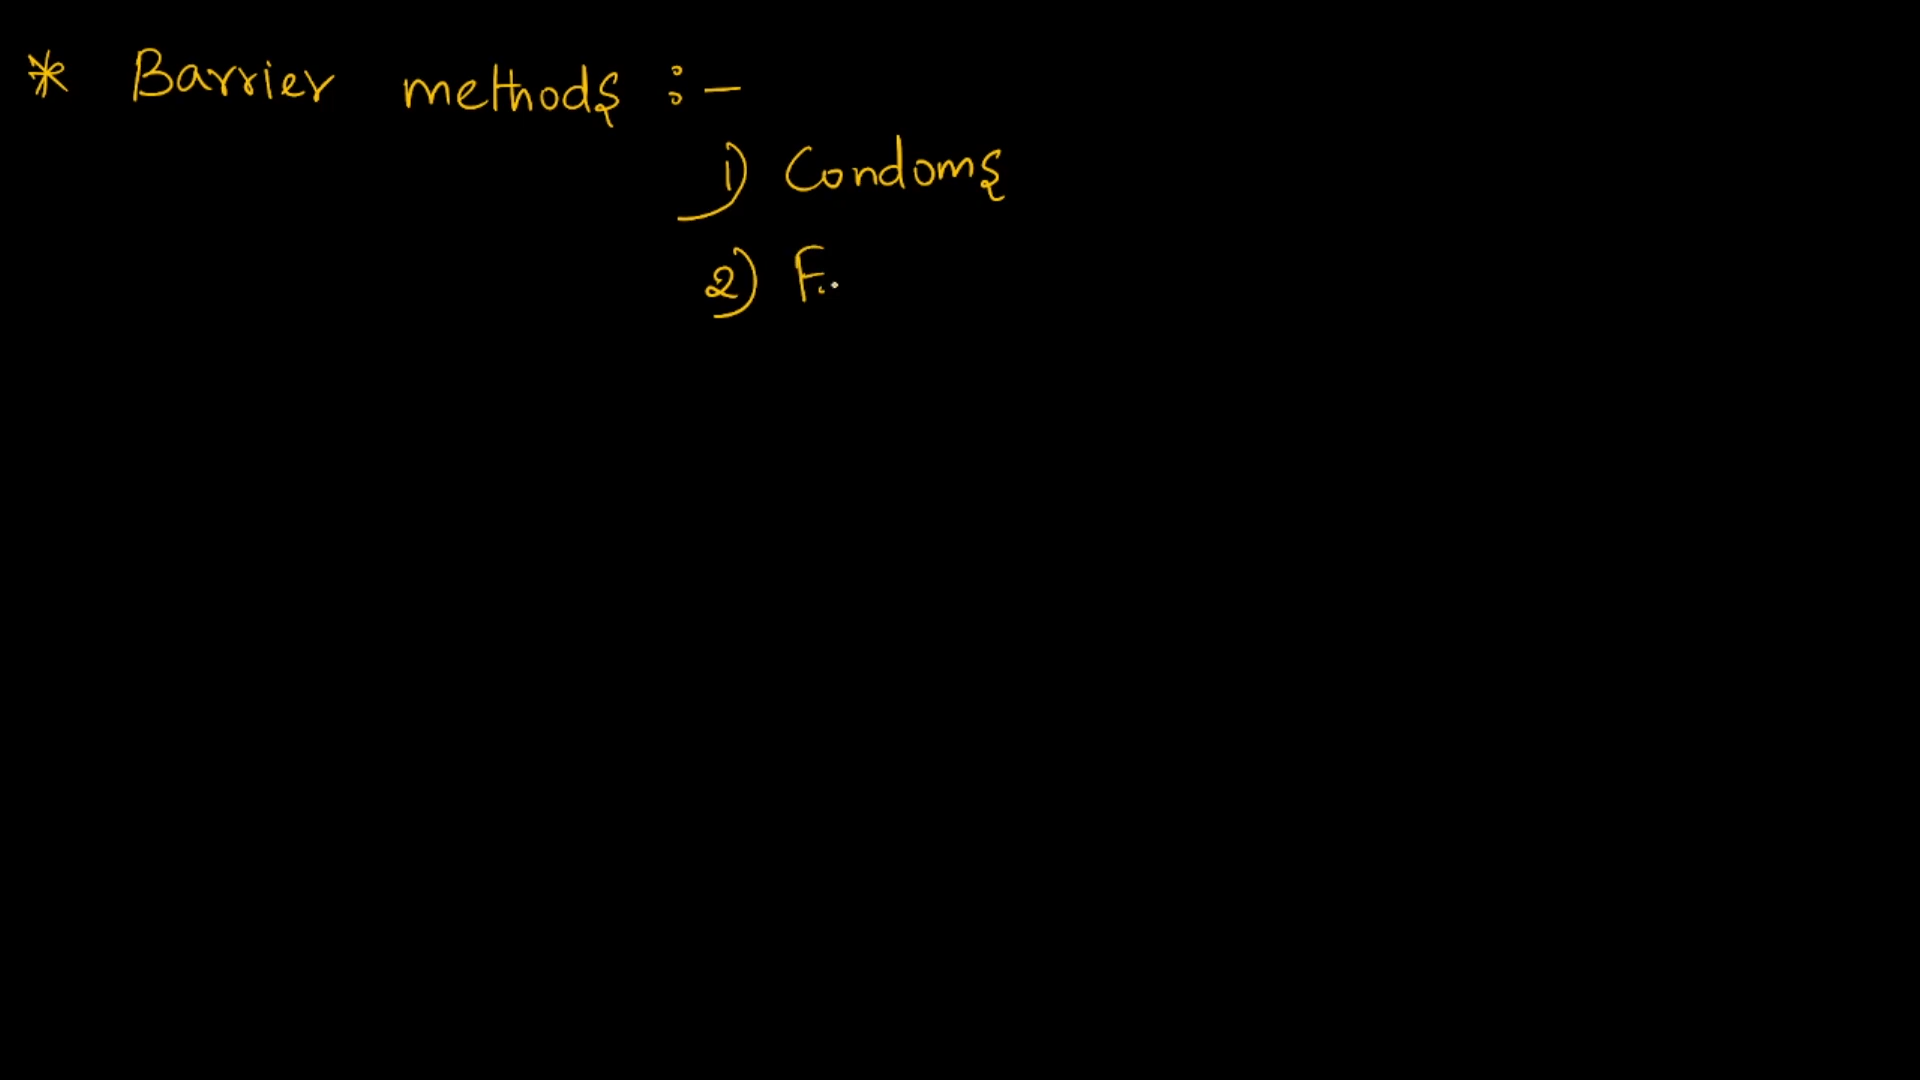 * Barrier methods :-
1) Condoms
2) F